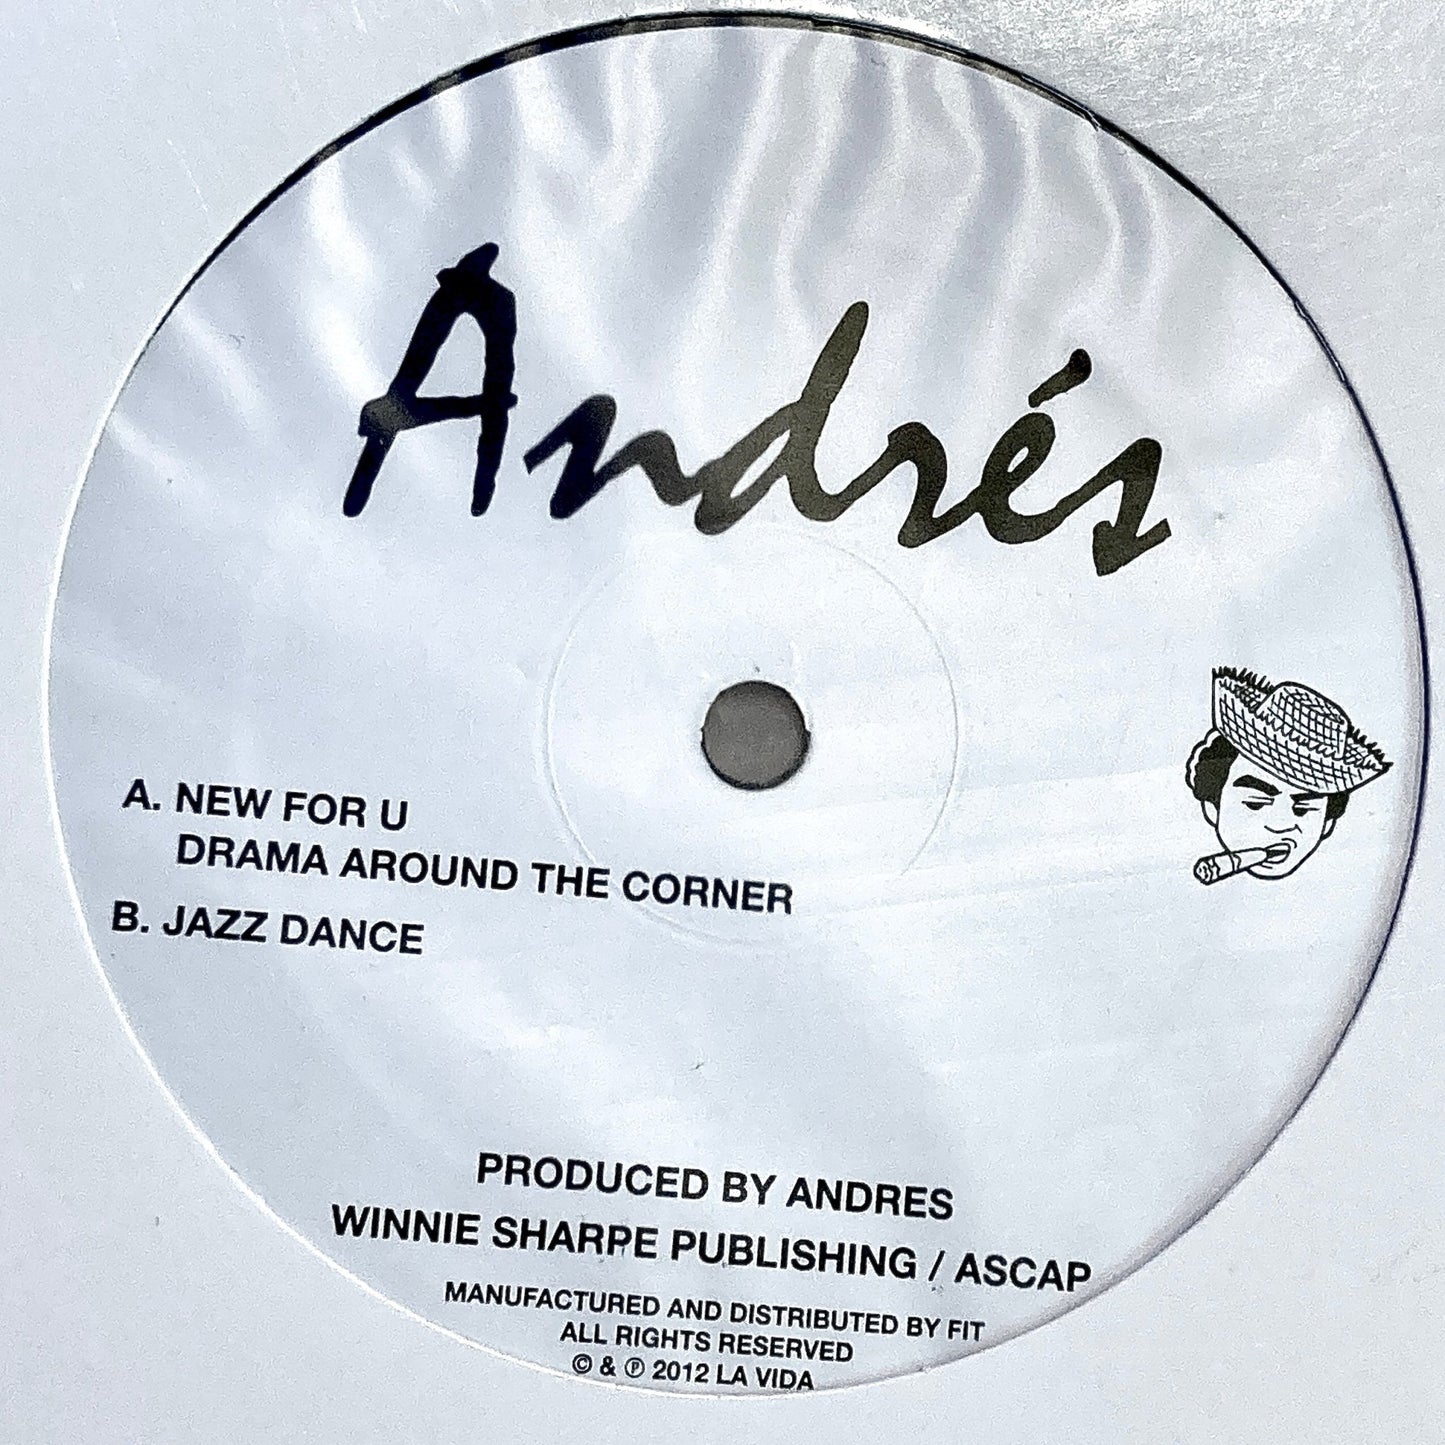 Andrés
A. NEW FOR U
DRAMA AROUND THE CORNER
B. JAZZ DANCE
PRODUCED BY ANDRES
WINNIE SHARPE PUBLISHING / ASCAP
MANUFACTURED AND DISTRIBUTED BY FIT
ALL RIGHTS RESERVED
© & ℗ 2012 LA VIDA